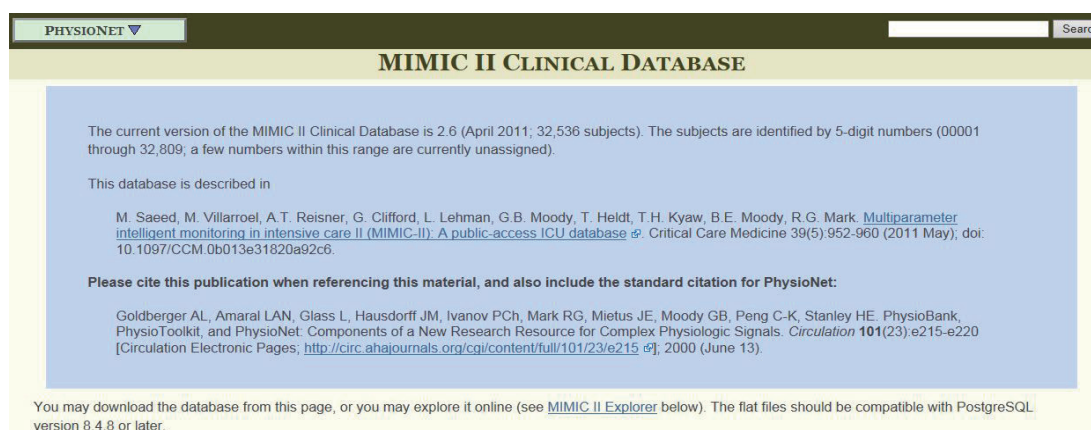 PHYSIONET
Sear
MIMIC II CLINICAL DATABASE
The current version of the MIMIC II Clinical Database is 2.6 (April 2011; 32,536 subjects). The subjects are identified by 5-digit numbers (00001
through 32,809; a few numbers within this range are currently unassigned).
This database is described in
M. Saeed, M. Villarroel, A.T. Reisner, G. Clifford, L. Lehman, G.B. Moody, T. Heldt, T.H. Kyaw, B.E. Moody, R.G. Mark. Multiparameter
intelligent monitoring in intensive care II (MIMIC-II): A public-access ICU database. Critical Care Medicine 39(5):952-960 (2011 May); doi:
10.1097/CCM.0b013e31820a92c6.
Please cite this publication when referencing this material, and also include the standard citation for PhysioNet:
Goldberger AL, Amaral LAN, Glass L, Hausdorff JM, Ivanov PCh, Mark RG, Mietus JE, Moody GB, Peng C-K, Stanley HE. PhysioBank,
PhysioToolkit, and PhysioNet: Components of a New Research Resource for Complex Physiologic Signals. Circulation 101(23):e215-e220
[Circulation Electronic Pages; http://circ.ahajournals.org/cgi/content/full/101/23/e215]; 2000 (June 13).
You may download the database from this page, or you may explore it online (see MIMIC II Explorer below). The flat files should be compatible with PostgreSQL
version 8.4.8 or later.